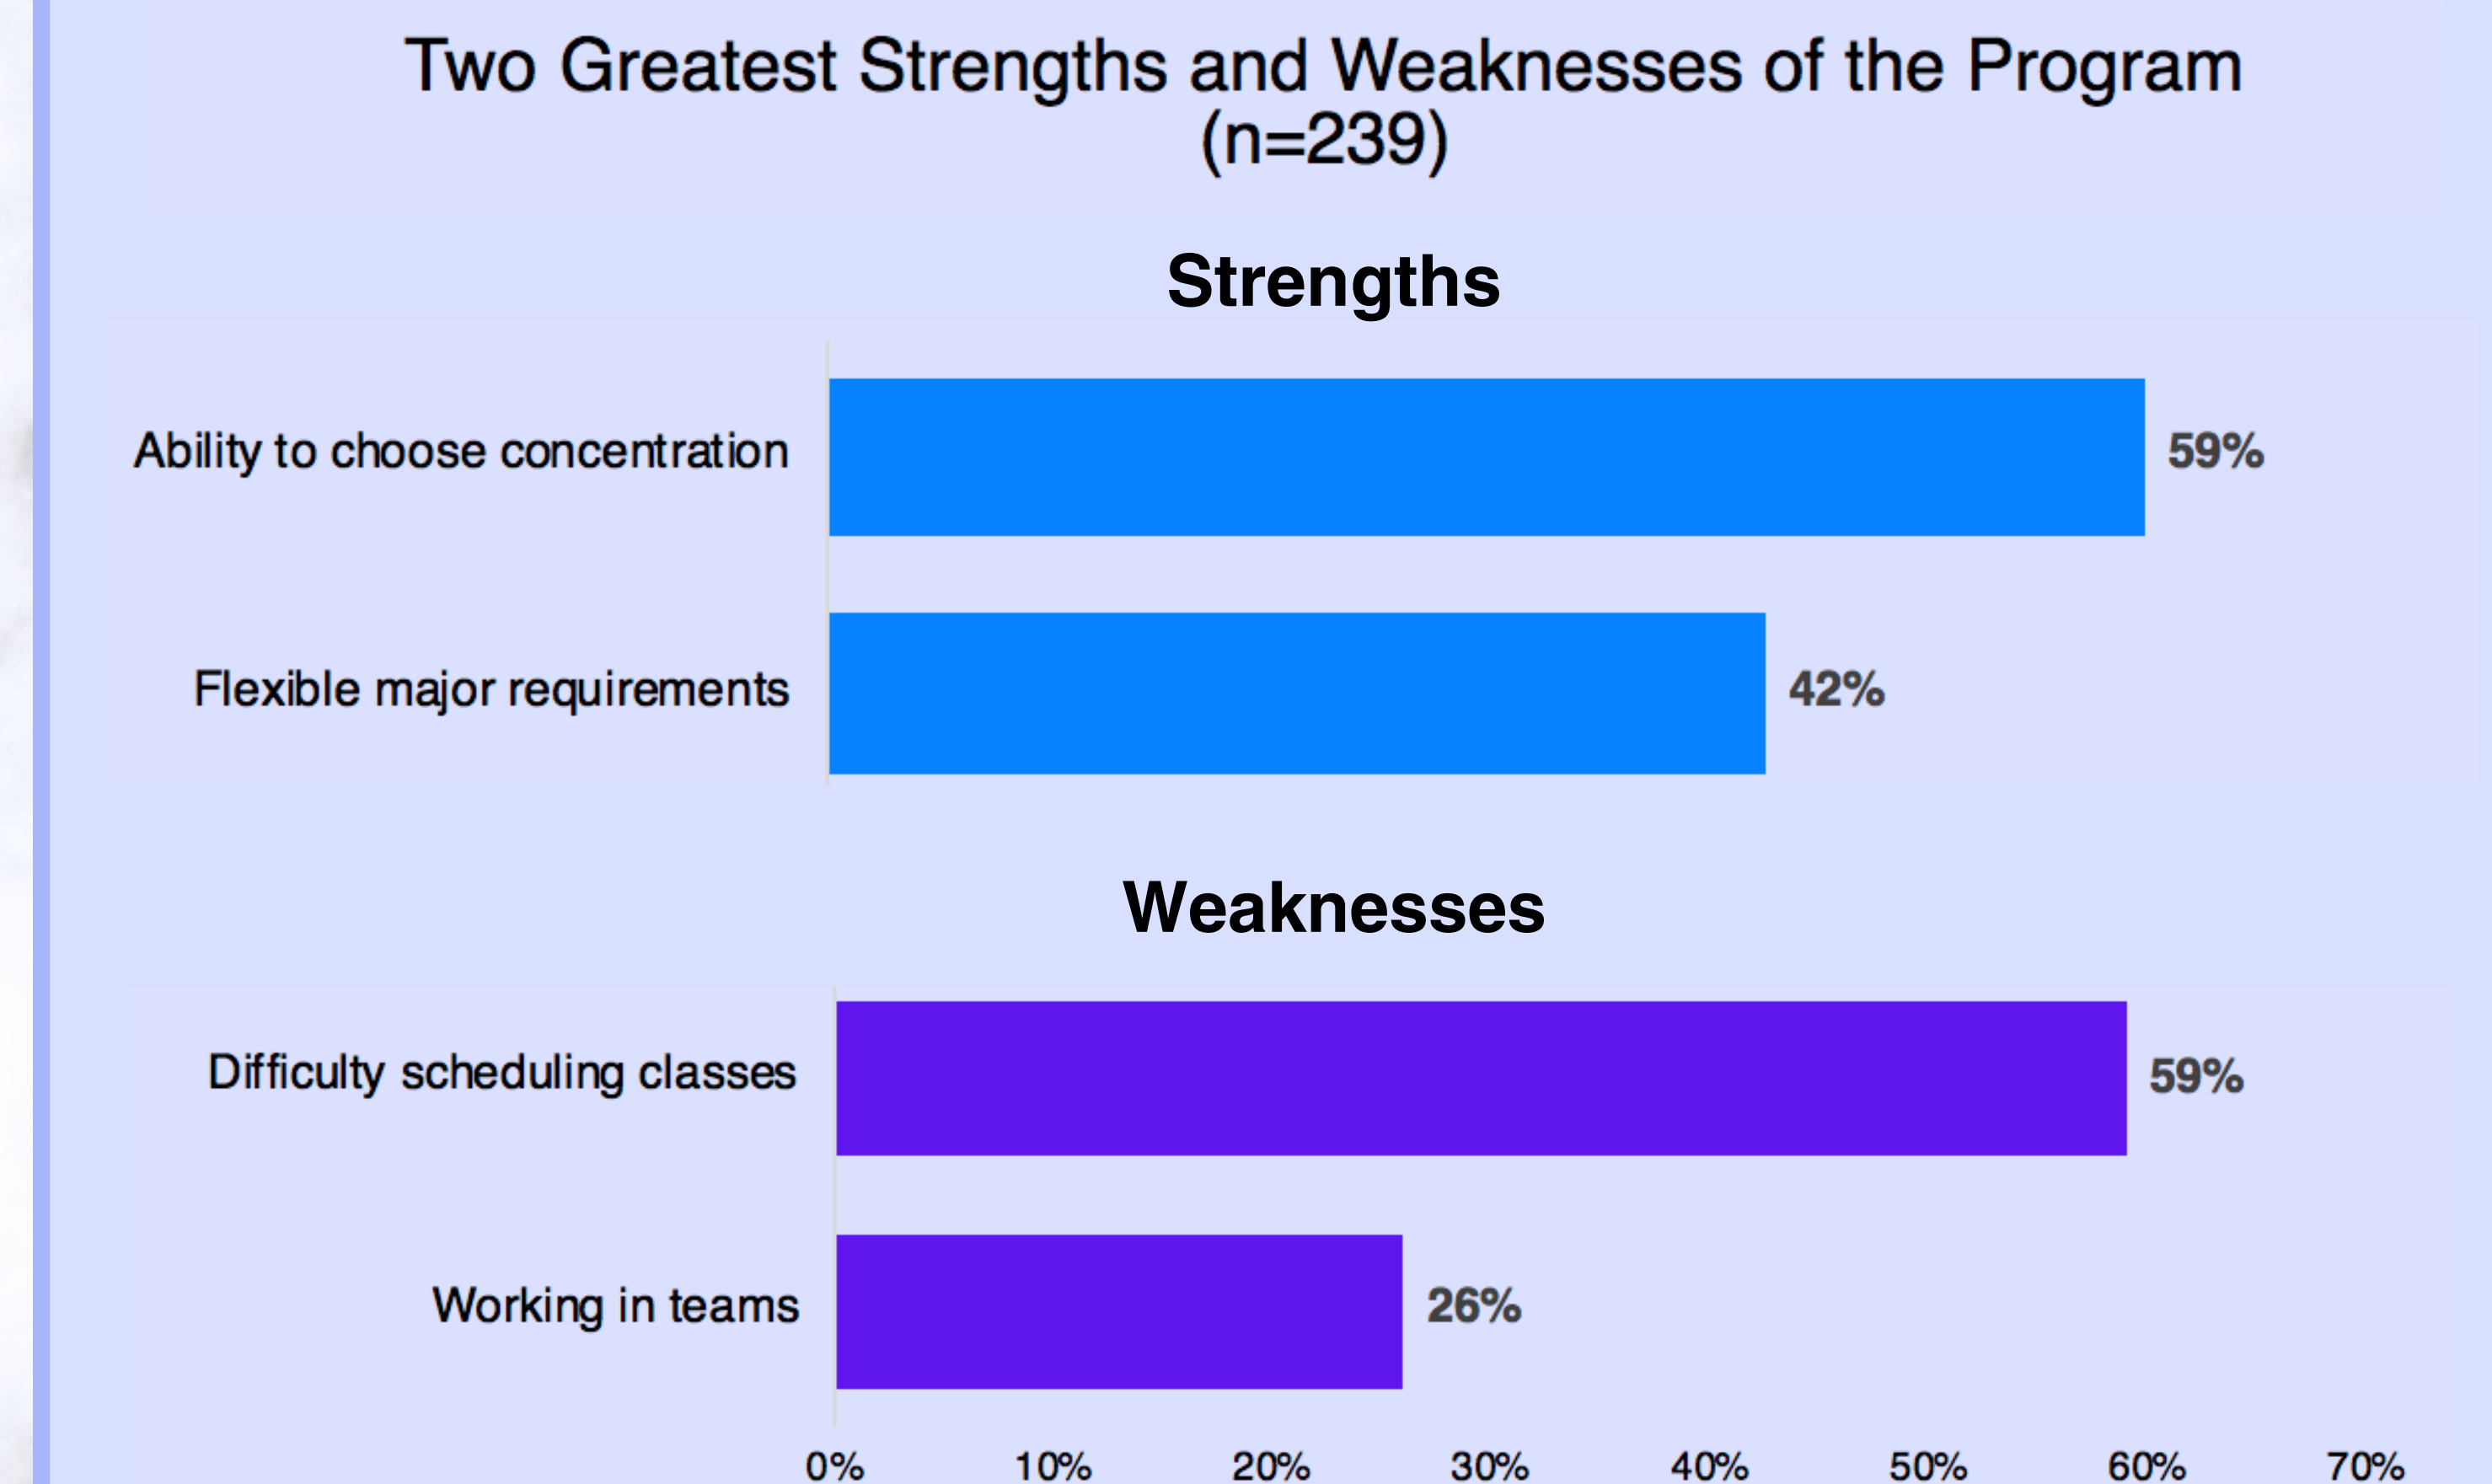 Two Greatest Strengths and Weaknesses of the Program
(n=239)
Strengths
Ability to choose concentration 59%
Flexible major requirements 42%
Weaknesses
Difficulty scheduling classes 59%
Working in teams 26%
0% 10% 20% 30% 40% 50% 60% 70%